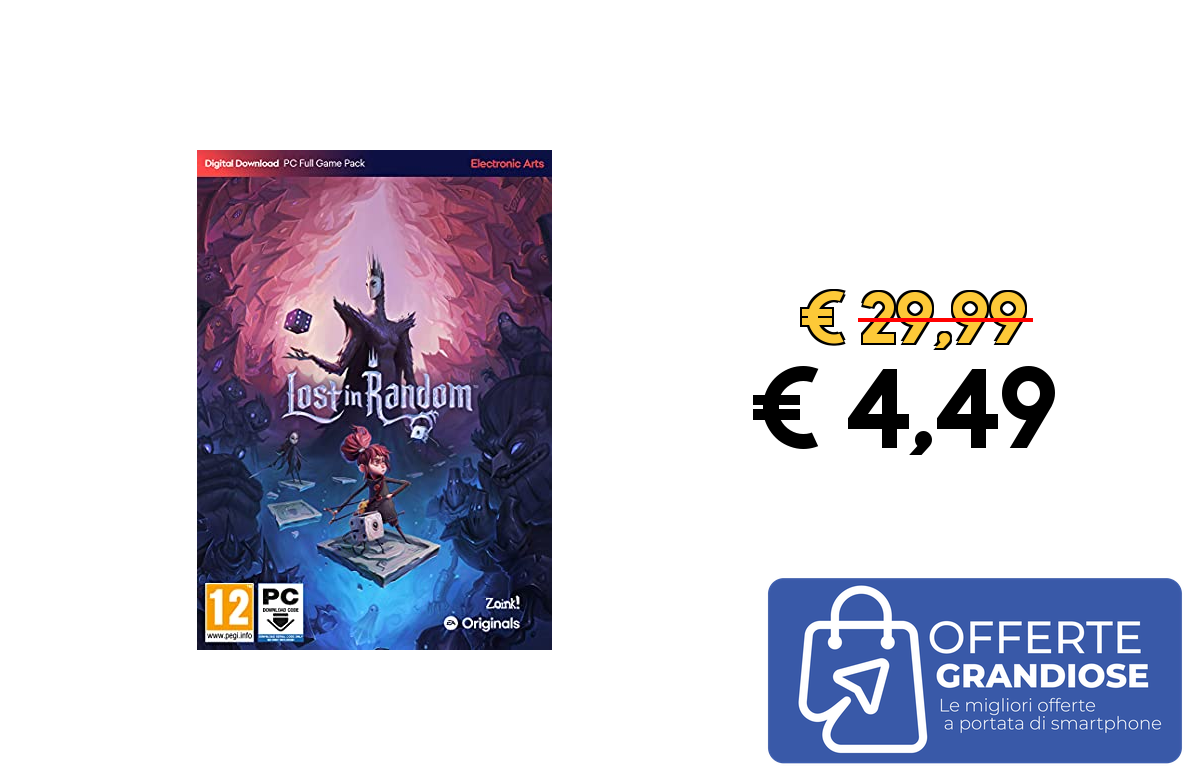 Digital Download PC Full Game Pack Electronic Arts
Lost in Random
12
www.pegi.info
PC
DOWNLOAD CODE
Zoink!
EA Originals
€ 29,99
€ 4,49
OFFERTE
GRANDIOSE
Le migliori offerte
a portata di smartphone